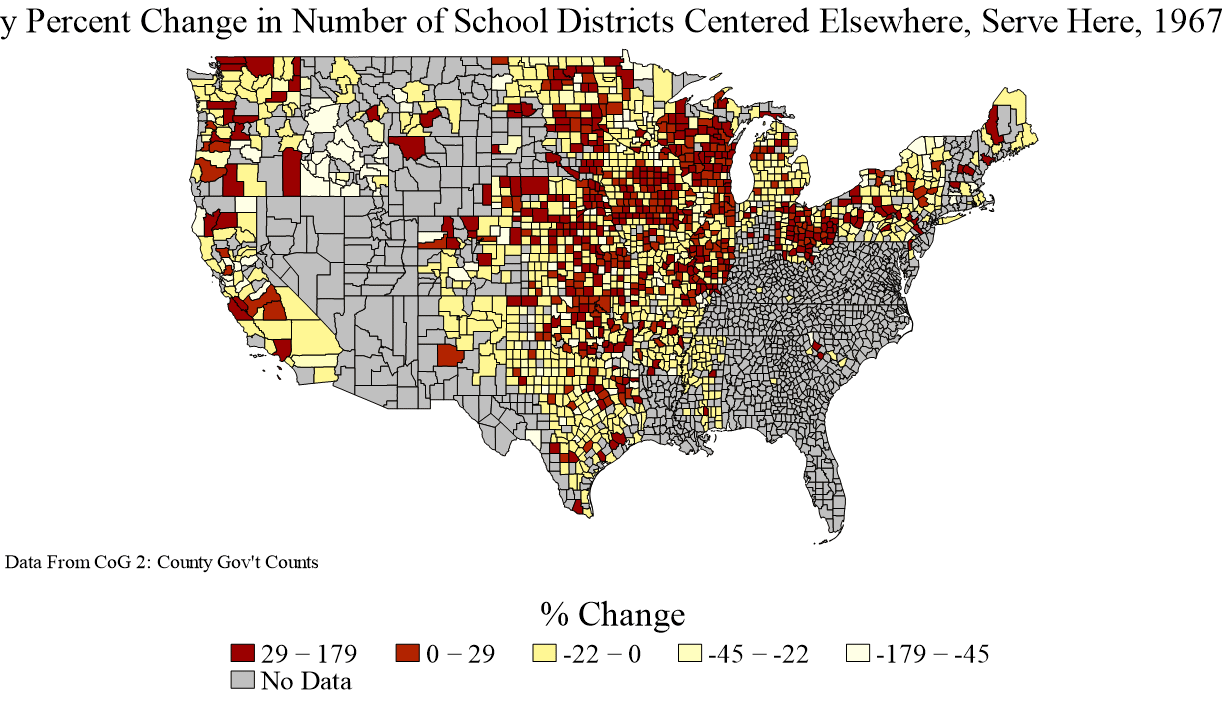 y Percent Change in Number of School Districts Centered Elsewhere, Serve Here, 1967
Data From CoG 2: County Gov't Counts
% Change
29 − 179 0 − 29 -22 − 0 -45 − -22 -179 − -45
No Data